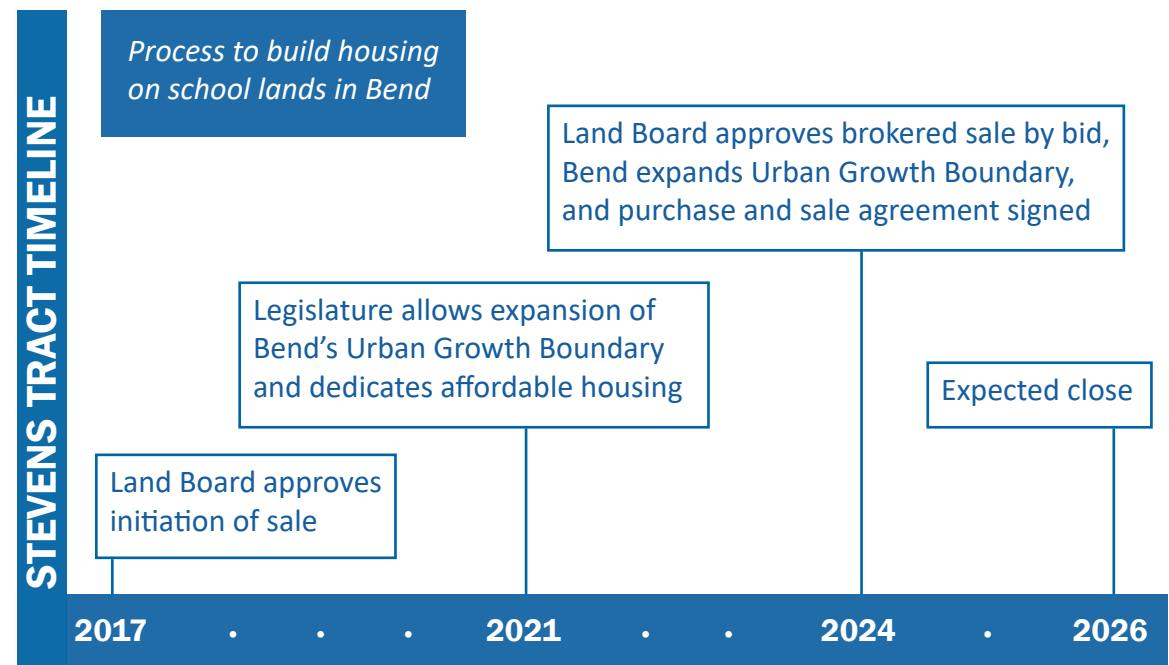 STEVENS TRACT TIMELINE
Process to build housing
on school lands in Bend
Land Board approves brokered sale by bid,
Bend expands Urban Growth Boundary,
and purchase and sale agreement signed
Legislature allows expansion of
Bend's Urban Growth Boundary
and dedicates affordable housing
Expected close
Land Board approves
initiation of sale
2017 . . . 2021 . . 2024 . 2026